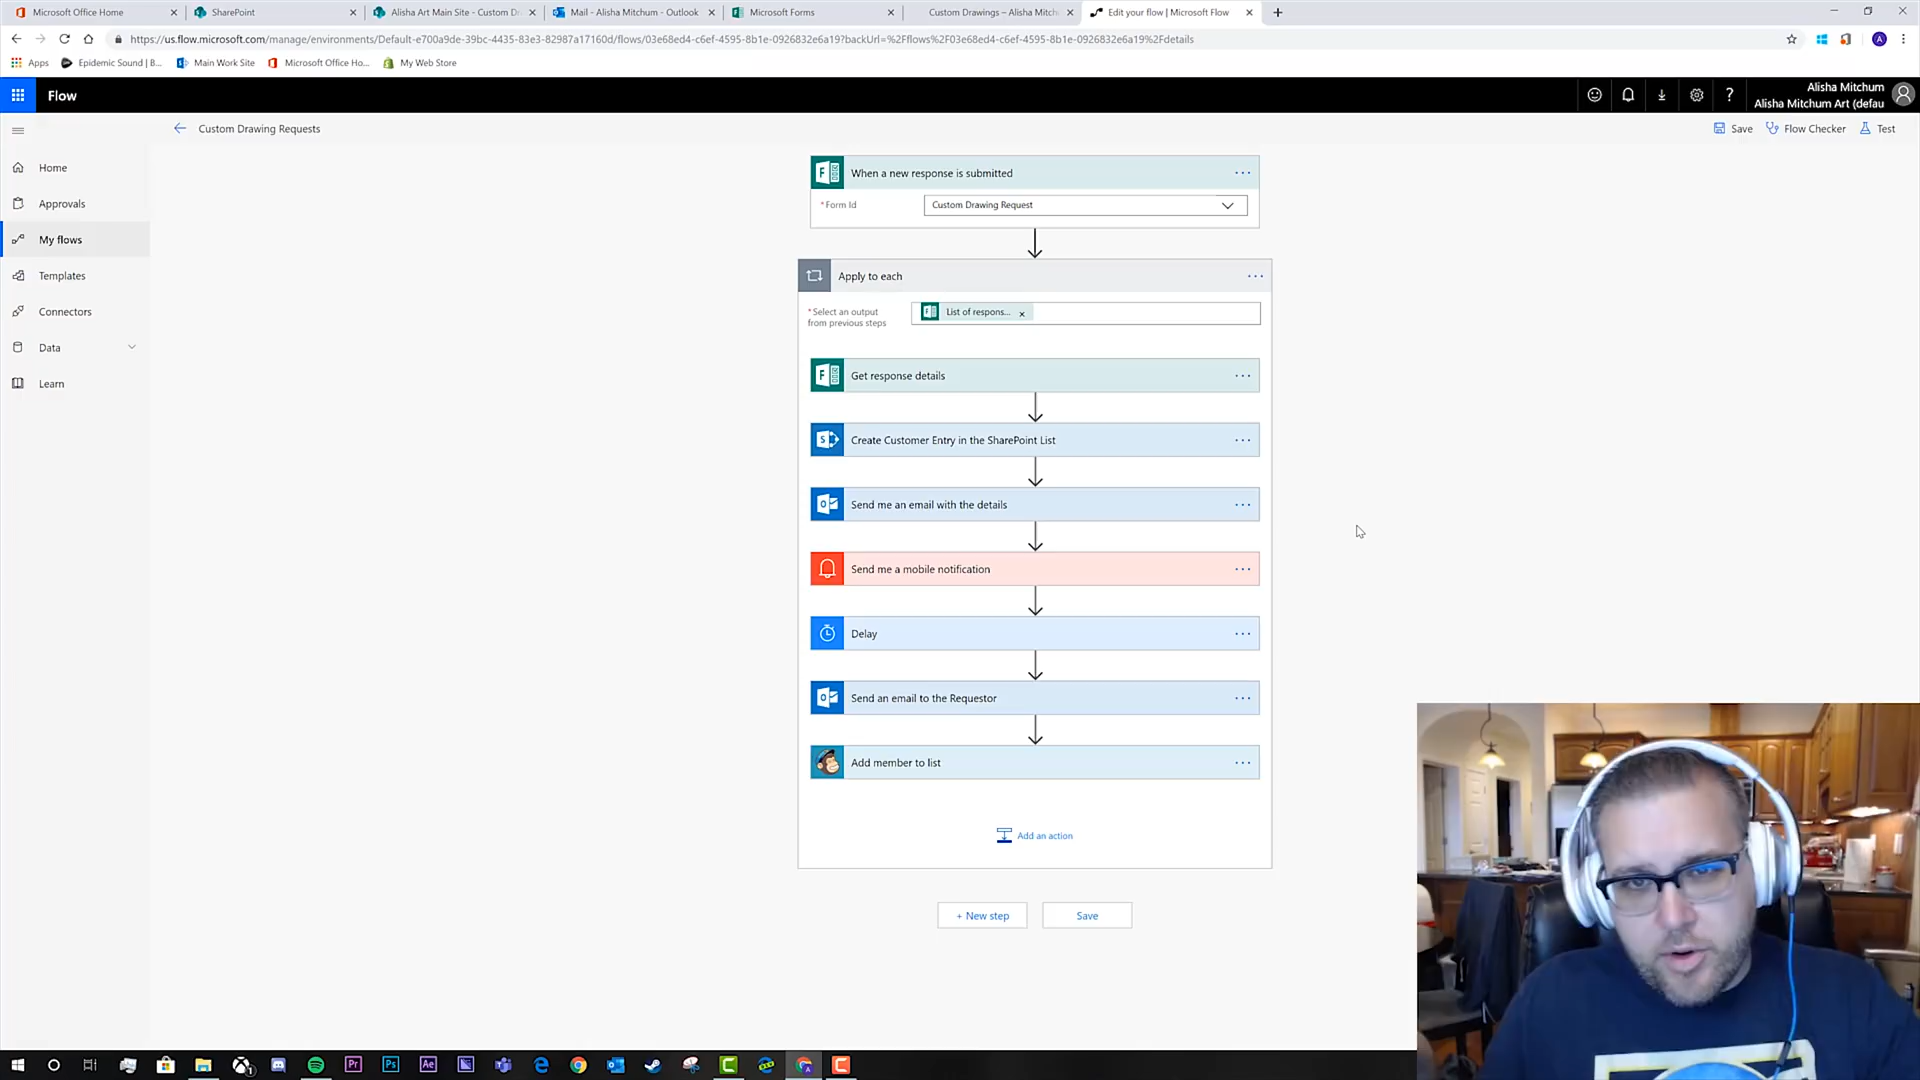 Microsoft Office Home
SharePoint
Alisha Art Main Site - Custom Dr
Mail - Alisha Mitchum - Outlook
Microsoft Forms
Custom Drawings – Alisha Mitch
Edit your flow | Microsoft Flow
https://us.flow.microsoft.com/manage/environments/Default-e700a9de-39bc-4435-83e3-82987a17160d/flows/03e68ed4-c6ef-4595-8b1e-0926832e6a19?backUrl=%2Fflows%2F03e68ed4-c6ef-4595-8b1e-0926832e6a19%2Fdetails
A
Apps
Epidemic Sound | B...
Main Work Site
Microsoft Office Ho...
My Web Store
Flow
Alisha Mitchum
Alisha Mitchum Art (defau
Custom Drawing Requests
Save
Flow Checker
Test
Home
Approvals
My flows
Templates
Connectors
Data
Learn
When a new response is submitted
* Form Id
Custom Drawing Request
Apply to each
* Select an output
from previous steps
List of respons... x
Get response details
Create Customer Entry in the SharePoint List
Send me an email with the details
Send me a mobile notification
Delay
Send an email to the Requestor
Add member to list
Add an action
+ New step
Save